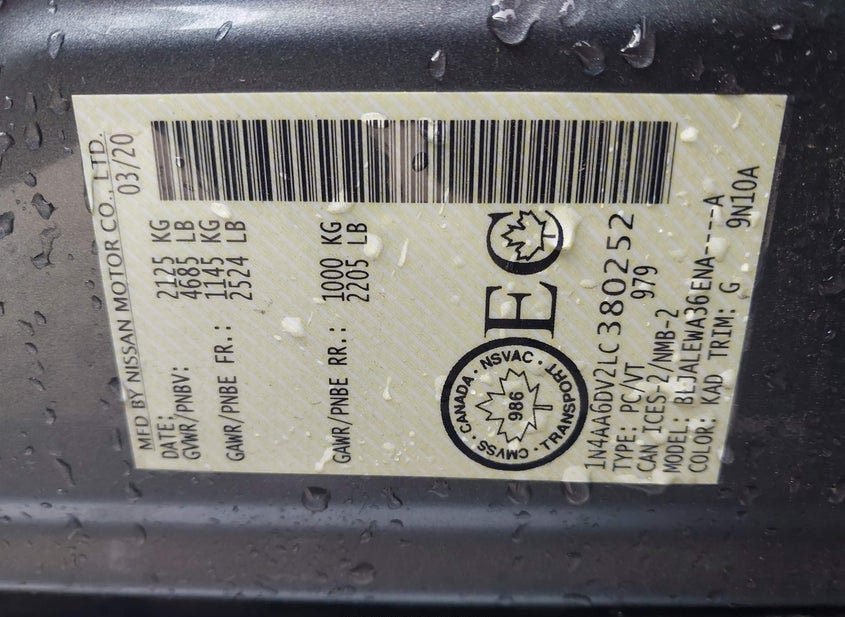 MFD BY NISSAN MOTOR CO., LTD.
DATE: 03/20
GVWR/PNBV: 2125 KG
4685 LB
GAWR/PNBE FR.: 1145 KG
2524 LB
GAWR/PNBE RR.: 1000 KG
2205 LB
CANADA · NSVAC · TRANSPORT · CMVSS ·
986
EC
1N4AA6DV2LC380252
TYPE: PC/VT 979
CAN ICES-2/NMB-2
MODEL: BLJALEWA36ENA----A
COLOR: KAD TRIM: G 9N10A